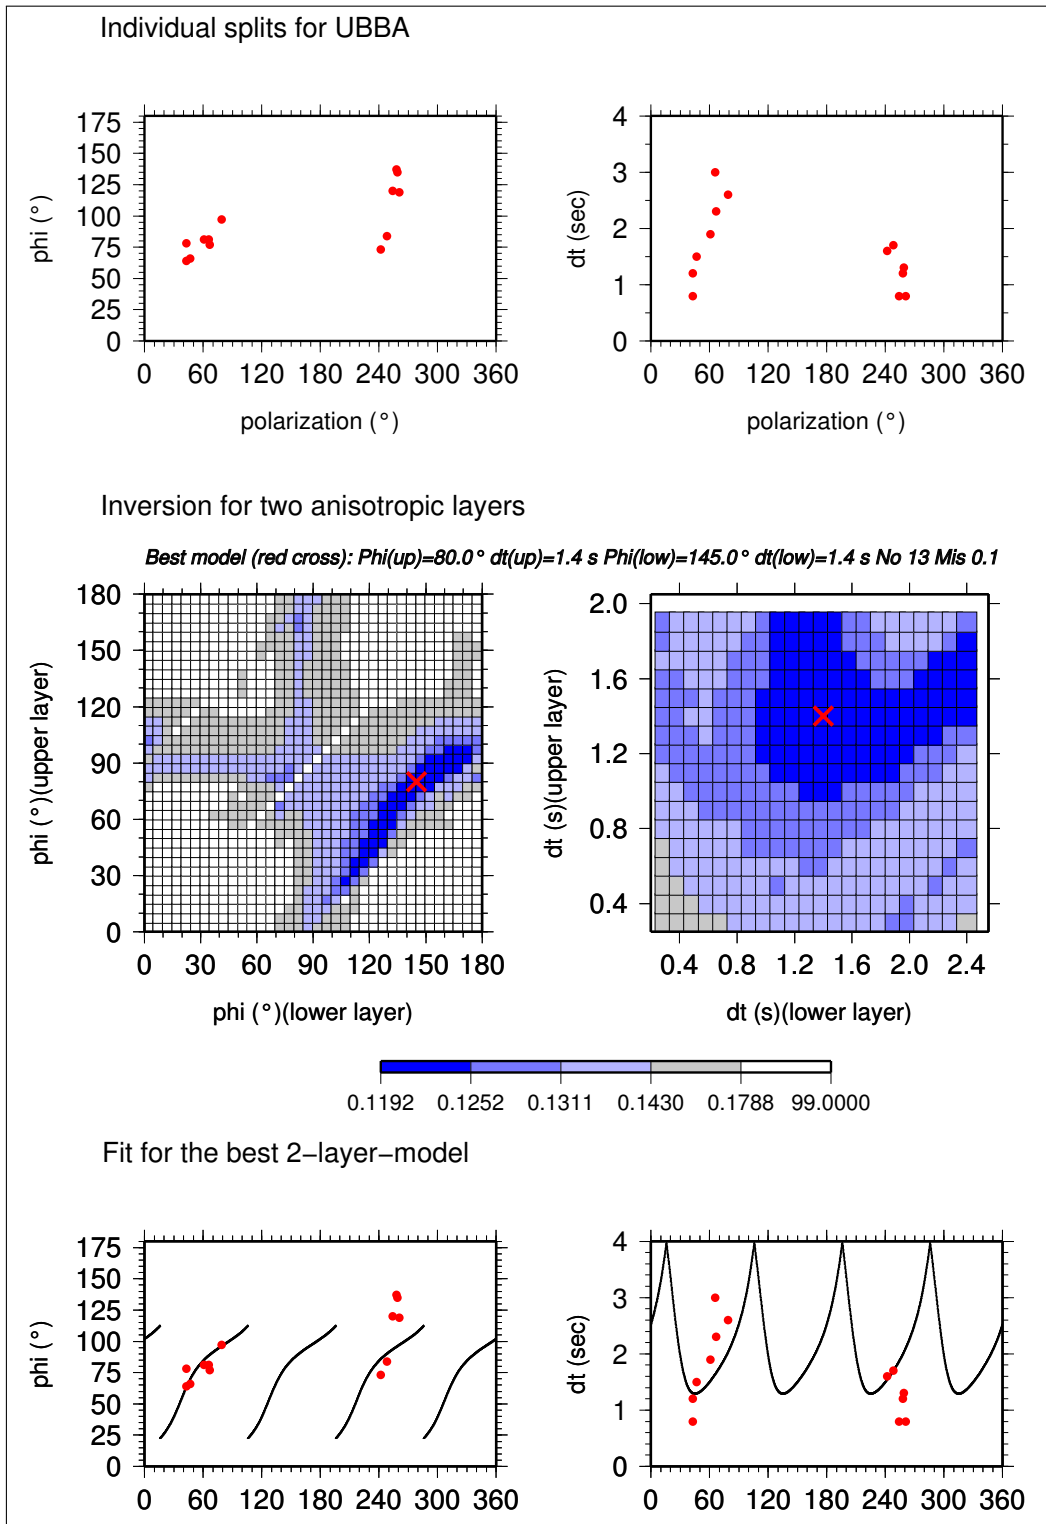 Individual splits for UBBA
175
150
125
100
75
50
25
0
phi (°)
0 60 120 180 240 300 360
polarization (°)
4
3
2
1
0
dt (sec)
0 60 120 180 240 300 360
polarization (°)
Inversion for two anisotropic layers
Best model (red cross): Phi(up)=80.0° dt(up)=1.4 s Phi(low)=145.0° dt(low)=1.4 s No 13 Mis 0.1
180
150
120
90
60
30
0
phi (°)(upper layer)
0 30 60 90 120 150 180
phi (°)(lower layer)
2.0
1.6
1.2
0.8
0.4
dt (s)(upper layer)
0.4 0.8 1.2 1.6 2.0 2.4
dt (s)(lower layer)
0.1192 0.1252 0.1311 0.1430 0.1788 99.0000
Fit for the best 2−layer−model
175
150
125
100
75
50
25
0
phi (°)
0 60 120 180 240 300 360
4
3
2
1
0
dt (sec)
0 60 120 180 240 300 360